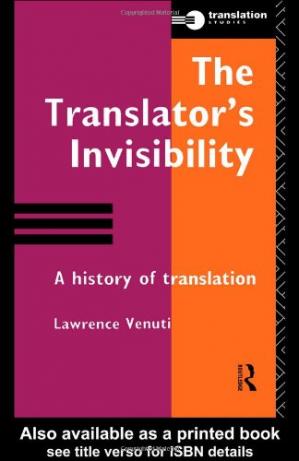 translation
STUDIES
The
Translator's
Invisibility
A history of translation
Lawrence Venuti
ROUTLEDGE
Also available as a printed book
see title verso for ISBN details